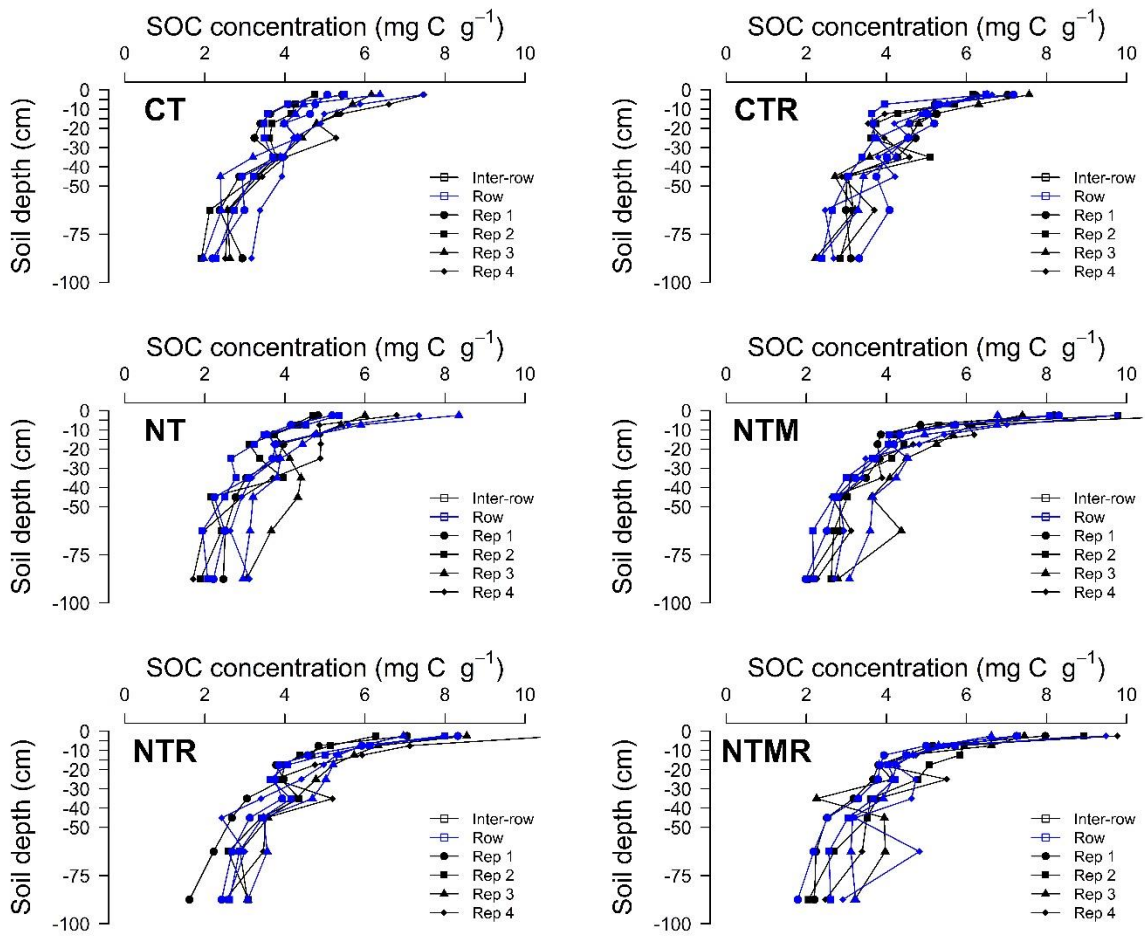 SOC concentration (mg C g⁻¹)
0 2 4 6 8 10
Soil depth (cm)
0
-10
-20
-30
-40
-50
-75
-100
CT
Inter-row
Row
Rep 1
Rep 2
Rep 3
Rep 4
SOC concentration (mg C g⁻¹)
0 2 4 6 8 10
Soil depth (cm)
0
-10
-20
-30
-40
-50
-75
-100
CTR
Inter-row
Row
Rep 1
Rep 2
Rep 3
Rep 4
SOC concentration (mg C g⁻¹)
0 2 4 6 8 10
Soil depth (cm)
0
-10
-20
-30
-40
-50
-75
-100
NT
Inter-row
Row
Rep 1
Rep 2
Rep 3
Rep 4
SOC concentration (mg C g⁻¹)
0 2 4 6 8 10
Soil depth (cm)
0
-10
-20
-30
-40
-50
-75
-100
NTM
Inter-row
Row
Rep 1
Rep 2
Rep 3
Rep 4
SOC concentration (mg C g⁻¹)
0 2 4 6 8 10
Soil depth (cm)
0
-10
-20
-30
-40
-50
-75
-100
NTR
Inter-row
Row
Rep 1
Rep 2
Rep 3
Rep 4
SOC concentration (mg C g⁻¹)
0 2 4 6 8 10
Soil depth (cm)
0
-10
-20
-30
-40
-50
-75
-100
NTMR
Inter-row
Row
Rep 1
Rep 2
Rep 3
Rep 4